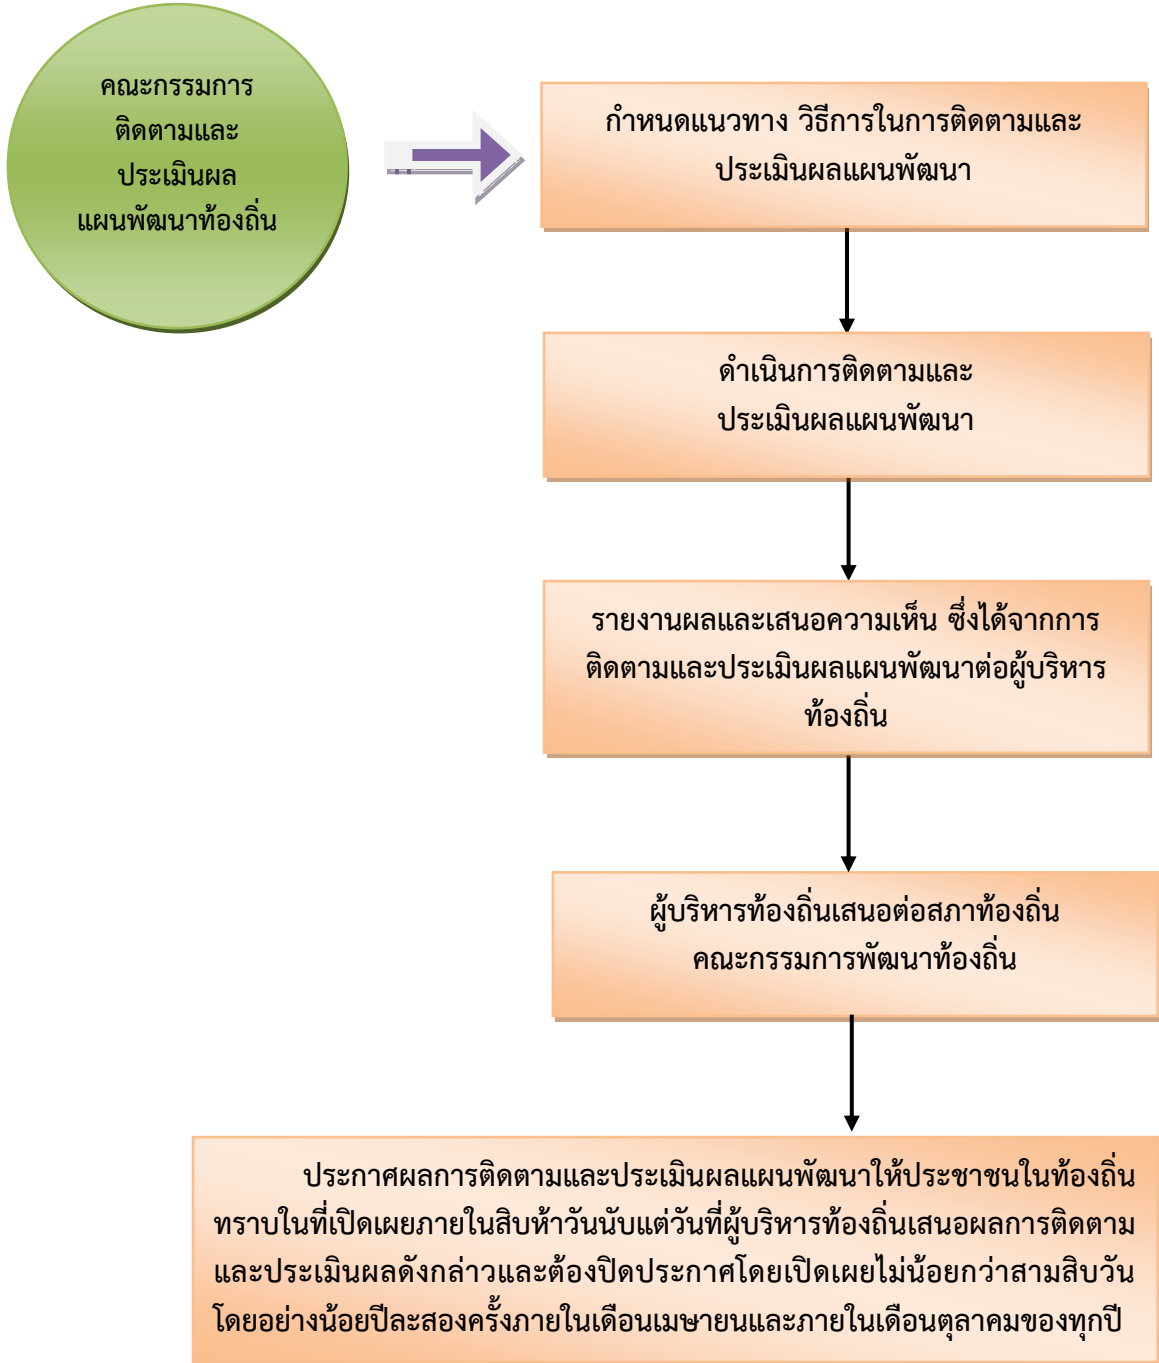 คณะกรรมการ
ติดตามและ
ประเมินผล
แผนพัฒนาท้องถิ่น
กำหนดแนวทาง วิธีการในการติดตามและ
ประเมินผลแผนพัฒนา
ดำเนินการติดตามและ
ประเมินผลแผนพัฒนา
รายงานผลและเสนอความเห็น ซึ่งได้จากการ
ติดตามและประเมินผลแผนพัฒนาต่อผู้บริหาร
ท้องถิ่น
ผู้บริหารท้องถิ่นเสนอต่อสภาท้องถิ่น
คณะกรรมการพัฒนาท้องถิ่น
ประกาศผลการติดตามและประเมินผลแผนพัฒนาให้ประชาชนในท้องถิ่น
ทราบในที่เปิดเผยภายในสิบห้าวันนับแต่วันที่ผู้บริหารท้องถิ่นเสนอผลการติดตาม
และประเมินผลดังกล่าวและต้องปิดประกาศโดยเปิดเผยไม่น้อยกว่าสามสิบวัน
โดยอย่างน้อยปีละสองครั้งภายในเดือนเมษายนและภายในเดือนตุลาคมของทุกปี